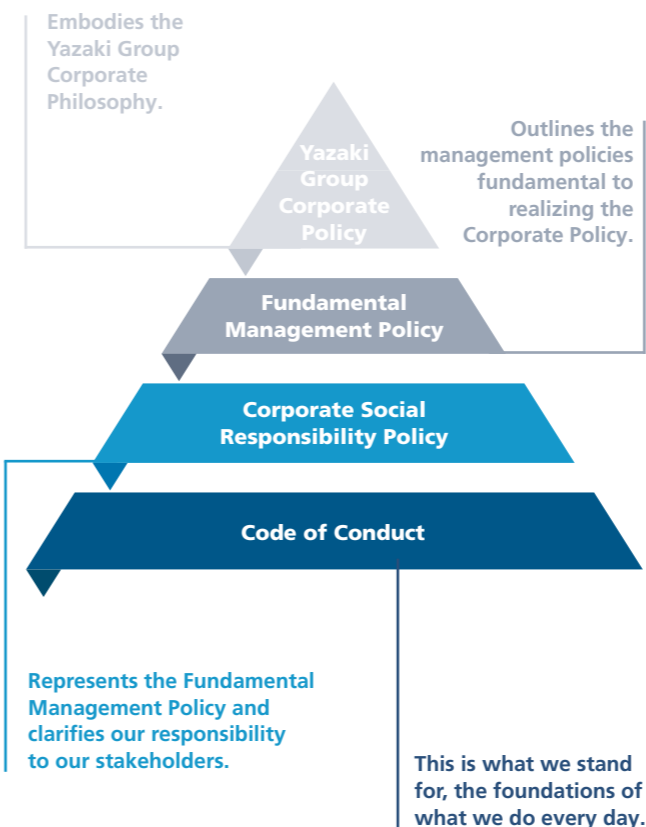 Embodies the
Yazaki Group
Corporate
Philosophy.
Yazaki
Group
Corporate
Policy
Outlines the
management policies
fundamental to
realizing the
Corporate Policy.
Fundamental
Management Policy
Corporate Social
Responsibility Policy
Code of Conduct
Represents the Fundamental
Management Policy and
clarifies our responsibility
to our stakeholders.
This is what we stand
for, the foundations of
what we do every day.